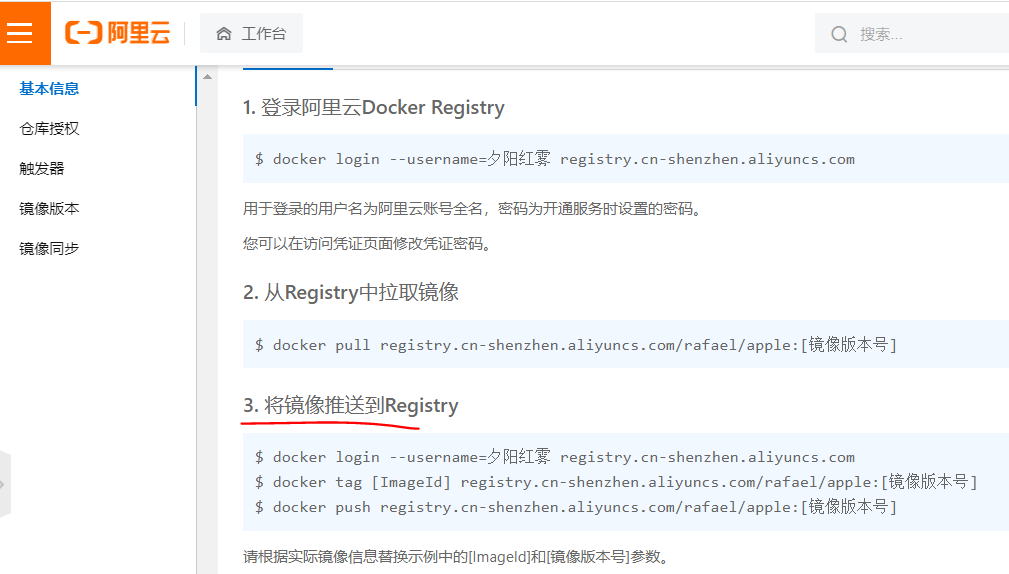 阿里云
工作台
搜索...
基本信息
仓库授权
触发器
镜像版本
镜像同步
1. 登录阿里云Docker Registry
$ docker login --username=夕阳红雾 registry.cn-shenzhen.aliyuncs.com
用于登录的用户名为阿里云账号全名，密码为开通服务时设置的密码。
您可以在访问凭证页面修改凭证密码。
2. 从Registry中拉取镜像
$ docker pull registry.cn-shenzhen.aliyuncs.com/rafael/apple:[镜像版本号]
3. 将镜像推送到Registry
$ docker login --username=夕阳红雾 registry.cn-shenzhen.aliyuncs.com
$ docker tag [ImageId] registry.cn-shenzhen.aliyuncs.com/rafael/apple:[镜像版本号]
$ docker push registry.cn-shenzhen.aliyuncs.com/rafael/apple:[镜像版本号]
请根据实际镜像信息替换示例中的[ImageId]和[镜像版本号]参数。